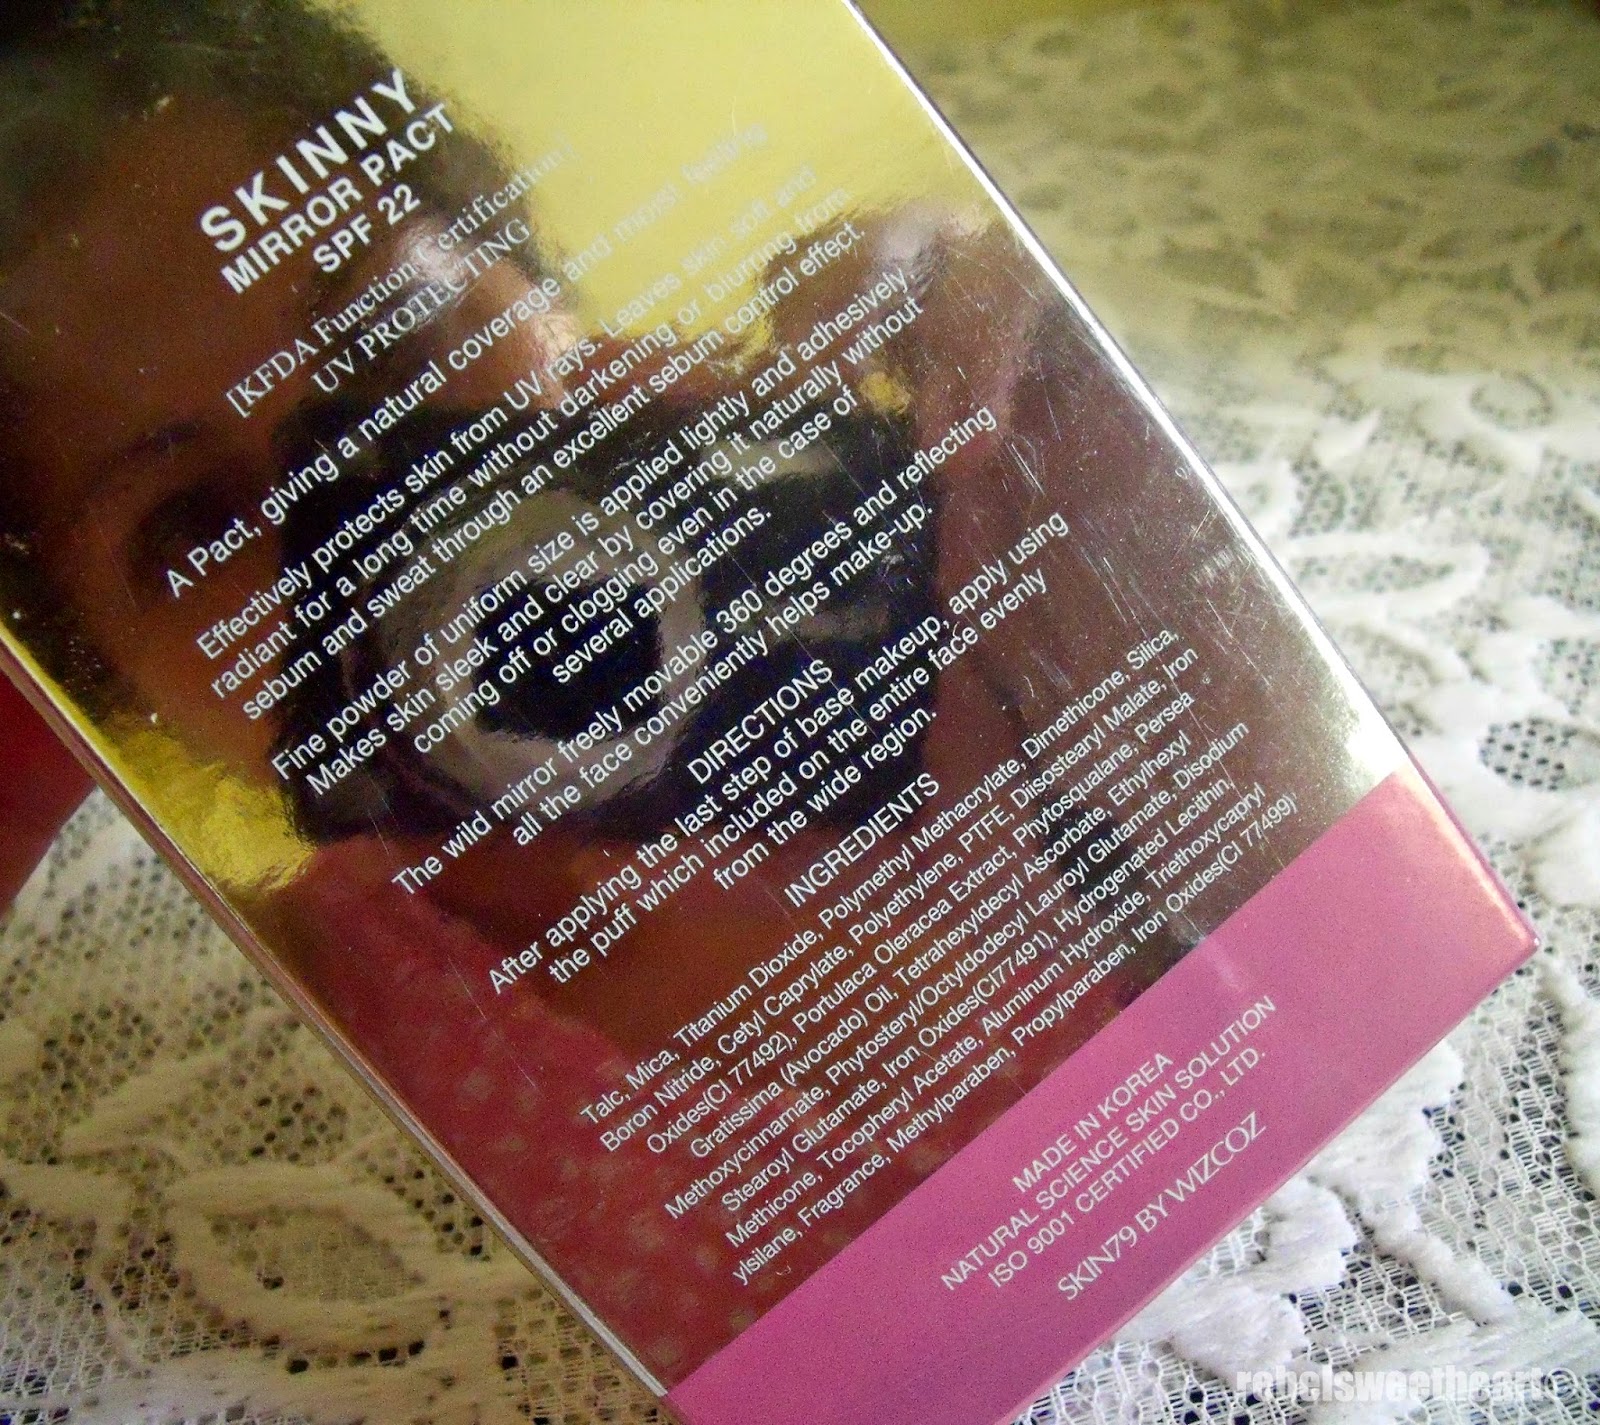 SKINNY
MIRROR PACT
SPF 22
[KFDA Function Certification]
UV PROTECTING
A Pact, giving a natural coverage and moist feeling
Effectively protects skin from UV rays. Leaves skin soft and
radiant for a long time without darkening or blurring from
sebum and sweat through an excellent sebum control effect.
Fine powder of uniform size is applied lightly and adhesively
Makes skin sleek and clear by covering it naturally without
coming off or clogging even in the case of
several applications.
The wild mirror freely movable 360 degrees and reflecting
all the face conveniently helps make-up.
DIRECTIONS
After applying the last step of base makeup, apply using
the puff which included on the entire face evenly
from the wide region.
INGREDIENTS
Talc, Mica, Titanium Dioxide, Polymethyl Methacrylate, Dimethicone, Silica,
Boron Nitride, Cetyl Caprylate, Polyethylene, PTFE, Diisostearyl Malate, Iron
Oxides(CI 77492), Portulaca Oleracea Extract, Phytosqualane, Persea
Gratissima (Avocado) Oil, Tetrahexyldecyl Ascorbate, Ethylhexyl
Methoxycinnamate, Phytosteryl/Octyldodecyl Lauroyl Glutamate, Disodium
Stearoyl Glutamate, Iron Oxides(CI77491), Hydrogenated Lecithin,
Methicone, Tocopheryl Acetate, Aluminum Hydroxide, Triethoxycapryl
ylsilane, Fragrance, Methylparaben, Propylparaben, Iron Oxides(CI 77499)
MADE IN KOREA
NATURAL SCIENCE SKIN SOLUTION
ISO 9001 CERTIFIED CO., LTD.
SKIN79 BY WIZCOZ
rebelsweetheart